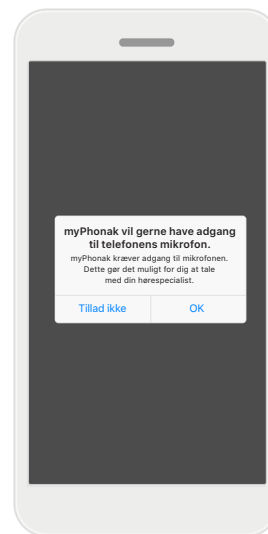 myPhonak vil gerne have adgang
til telefonens mikrofon.
myPhonak kræver adgang til mikrofonen.
Dette gør det muligt for dig at tale
med din hørespecialist.
Tillad ikke
OK